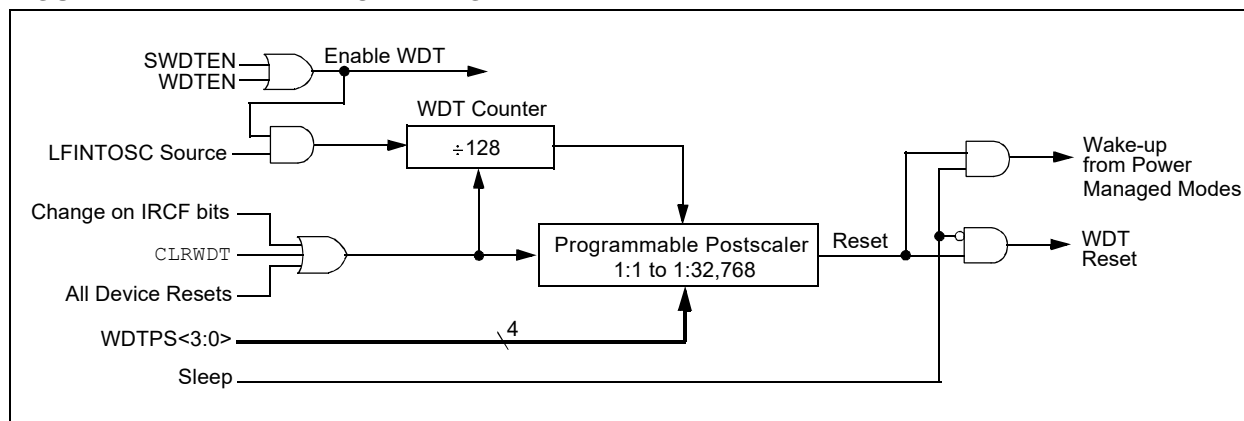 SWDTEN
WDTEN
Enable WDT
WDT Counter
÷128
LFINTOSC Source
Wake-up
from Power
Managed Modes
Change on IRCF bits
CLRWDT
All Device Resets
Programmable Postscaler
1:1 to 1:32,768
Reset
WDT
Reset
WDTPS<3:0>
4
Sleep